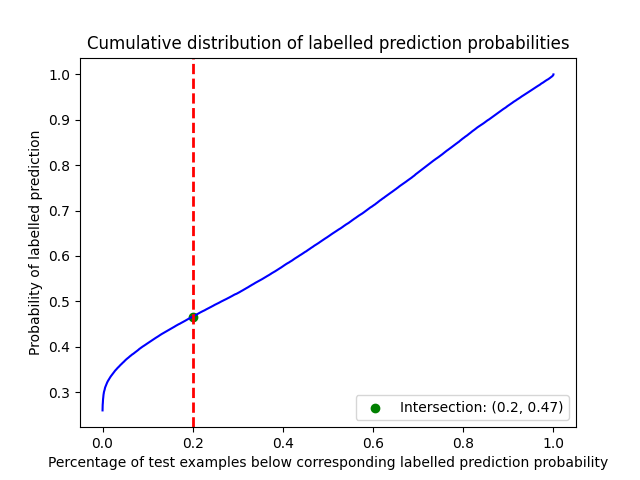 Cumulative distribution of labelled prediction probabilities
Probability of labelled prediction
1.0
0.9
0.8
0.7
0.6
0.5
0.4
0.3
Intersection: (0.2, 0.47)
0.0 0.2 0.4 0.6 0.8 1.0
Percentage of test examples below corresponding labelled prediction probability